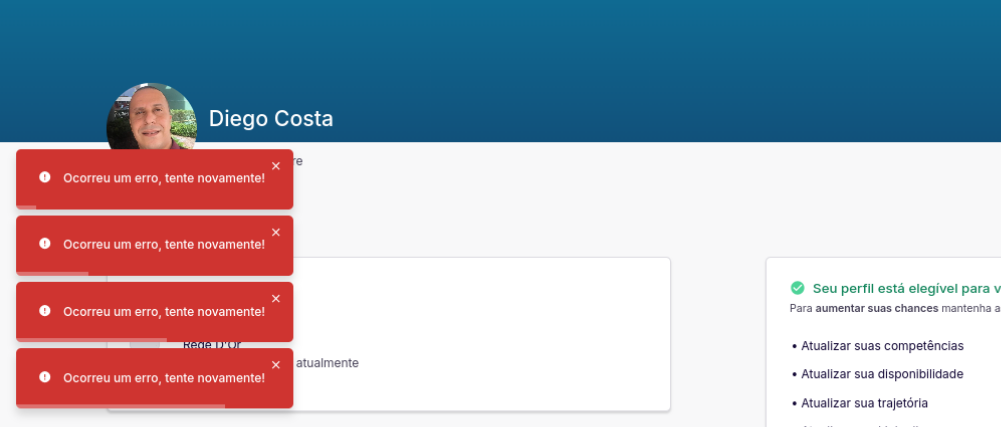 Diego Costa
re
Ocorreu um erro, tente novamente!
Ocorreu um erro, tente novamente!
Ocorreu um erro, tente novamente!
Rede D'Or
atualmente
Ocorreu um erro, tente novamente!
Seu perfil está elegível para v
Para aumentar suas chances mantenha a
• Atualizar suas competências
• Atualizar sua disponibilidade
• Atualizar sua trajetória